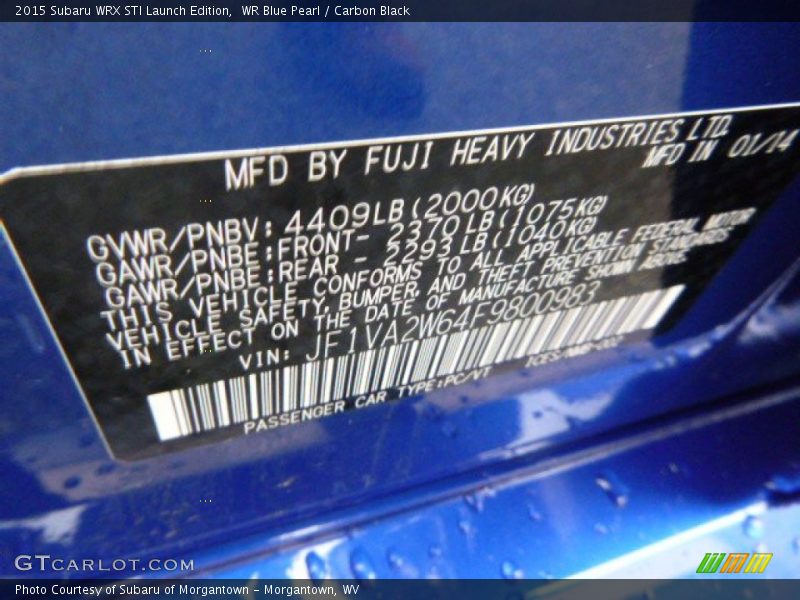 2015 Subaru WRX STI Launch Edition,  WR Blue Pearl / Carbon Black
MFD BY FUJI HEAVY INDUSTRIES LTD.
MFD IN 01/14
GVWR/PNBV: 4409LB(2000KG)
GAWR/PNBE:FRONT- 2370LB(1075KG)
GAWR/PNBE:REAR - 2293LB(1040KG)
THIS VEHICLE CONFORMS TO ALL APPLICABLE FEDERAL MOTOR
VEHICLE SAFETY,BUMPER, AND THEFT PREVENTION STANDARDS
IN EFFECT ON THE DATE OF MANUFACTURE SHOWN ABOVE
VIN: JF1VA2W64F9800983
PASSENGER CAR TYPE:PC/VT
GTCARLOT.COM
Photo Courtesy of Subaru of Morgantown - Morgantown, WV